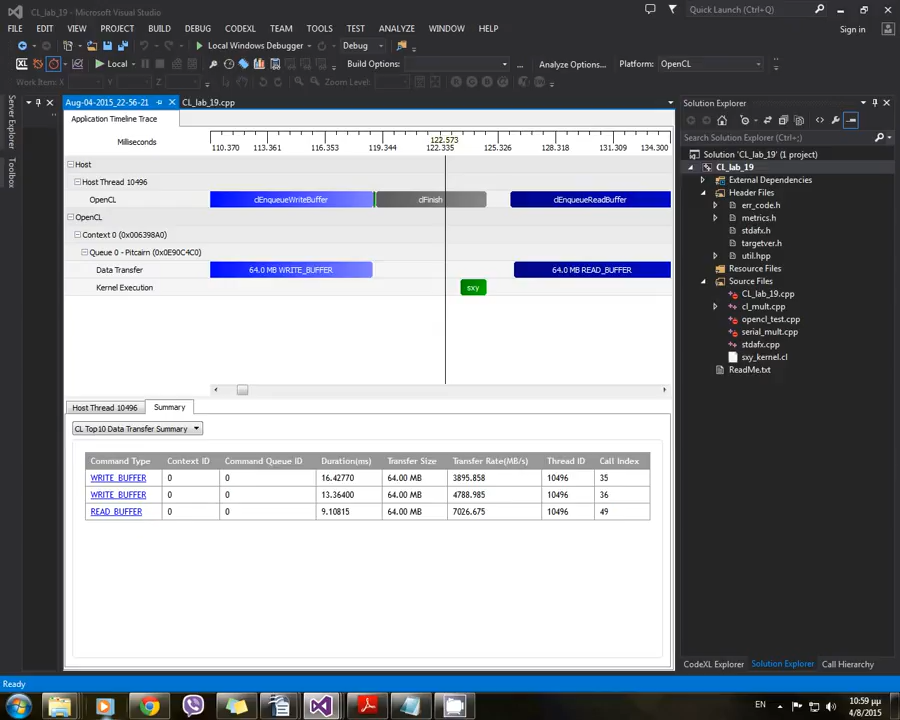 CL_lab_19 - Microsoft Visual Studio
Quick Launch (Ctrl+Q)
FILE EDIT VIEW PROJECT BUILD DEBUG CODEXL TEAM TOOLS TEST ANALYZE WINDOW HELP
Sign in
Local Windows Debugger
Debug
XL
Local
Build Options:
...
Analyze Options...
Platform:
OpenCL
Work Item:
X:
Y:
Z:
Zoom Level:
Server Explorer
Toolbox
Aug-04-2015_22-56-21
CL_lab_19.cpp
Application Timeline Trace
Milliseconds
122.573
110.370 113.361 116.353 119.344 122.335 125.326 128.318 131.309 134.300
Host
Host Thread 10496
OpenCL
clEnqueueWriteBuffer
clFinish
clEnqueueReadBuffer
OpenCL
Context 0 (0x006398A0)
Queue 0 - Pitcairn (0x0E90C4C0)
Data Transfer
64.0 MB WRITE_BUFFER
64.0 MB READ_BUFFER
Kernel Execution
sxy
Host Thread 10496
Summary
CL Top10 Data Transfer Summary
Command Type Context ID Command Queue ID Duration(ms) Transfer Size Transfer Rate(MB/s) Thread ID Call Index
WRITE_BUFFER 0 0 16.42770 64.00 MB 3895.858 10496 35
WRITE_BUFFER 0 0 13.36400 64.00 MB 4788.985 10496 36
READ_BUFFER 0 0 9.10815 64.00 MB 7026.675 10496 49
Solution Explorer
Search Solution Explorer (Ctrl+;)
Solution 'CL_lab_19' (1 project)
CL_lab_19
External Dependencies
Header Files
err_code.h
metrics.h
stdafx.h
targetver.h
util.hpp
Resource Files
Source Files
CL_lab_19.cpp
cl_mult.cpp
opencl_test.cpp
serial_mult.cpp
stdafx.cpp
sxy_kernel.cl
ReadMe.txt
CodeXL Explorer
Solution Explorer
Call Hierarchy
Ready
EN
10:59 μμ
4/8/2015